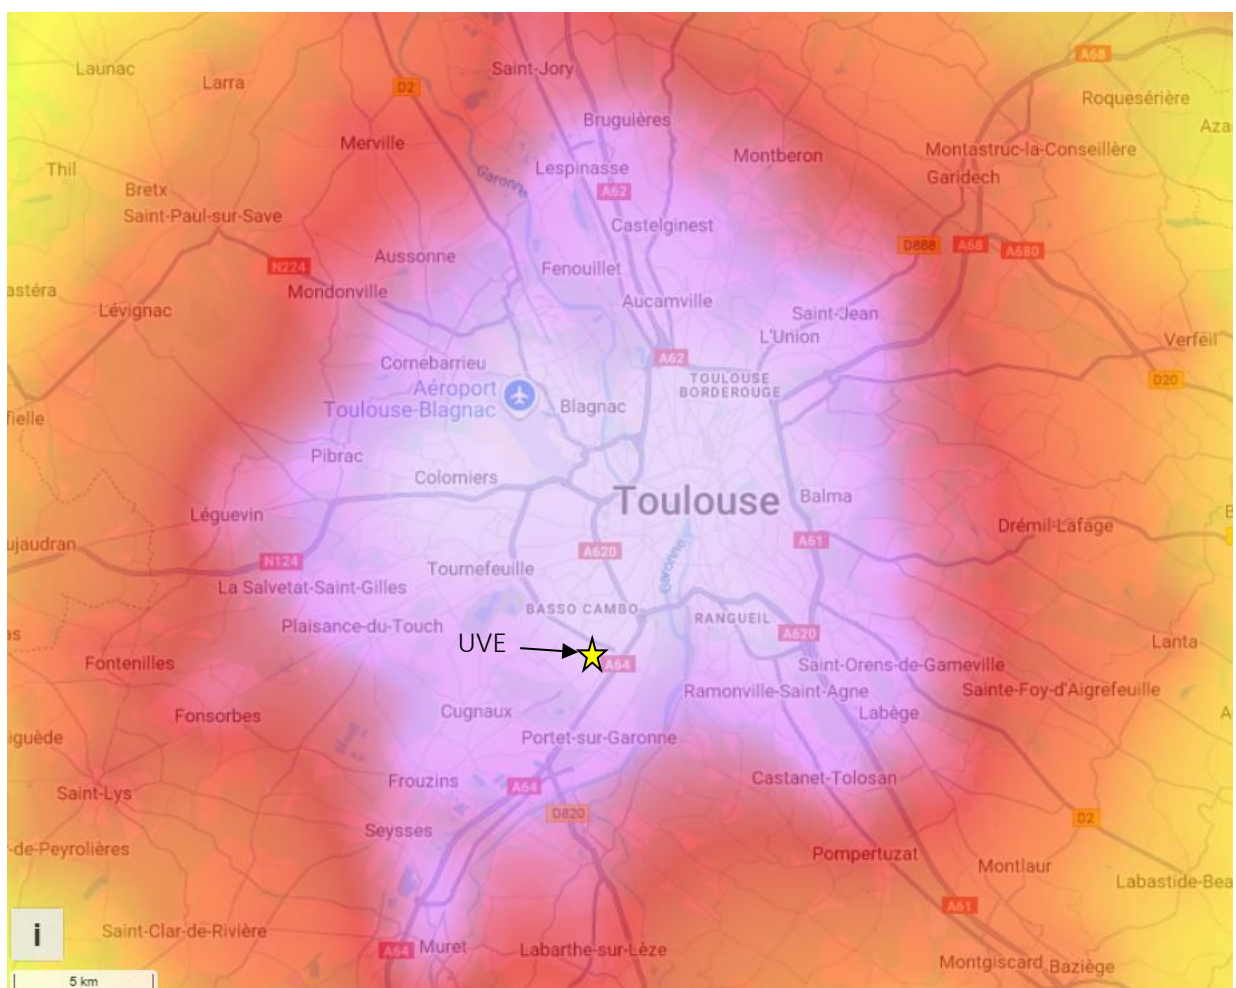 Launac
Larra
D2
Saint-Jory
A68
Roquesérière
Bruguières
Aza
Merville
Montberon
Montastruc-la-Conseillère
Lespinasse
Garidech
Thil
Garonne
A62
Bretx
Saint-Paul-sur-Save
Castelginest
D888
A68
A680
Aussonne
N224
Fenouillet
Mondonville
astéra
Aucamville
Lévignac
Saint-Jean
L'Union
Verfeil
Cornebarrieu
A62
TOULOUSE
BORDEROUGE
D20
Aéroport
Toulouse-Blagnac
Blagnac
fielle
Pibrac
Colomiers
Toulouse
Balma
Léguevin
Drémil-Lafage
B
ujaudran
A61
N124
A620
Garonne
Tournefeuille
La Salvetat-Saint-Gilles
BASSO CAMBO
RANGUEIL
Plaisance-du-Touch
A620
as
UVE
Lanta
Fontenilles
A64
Saint-Orens-de-Gameville
Ramonville-Saint-Agne
Sainte-Foy-d'Aigrefeuille
Fonsorbes
Cugnaux
Labège
A
iguède
Portet-sur-Garonne
Frouzins
A64
Castanet-Tolosan
Saint-Lys
D820
D2
Seysses
-de-Peyrolières
Pompertuzat
Montlaur
Labastide-Bea
A61
i
Saint-Clar-de-Rivière
A64
Muret
Labarthe-sur-Lèze
Montgiscard
Baziège
5 km